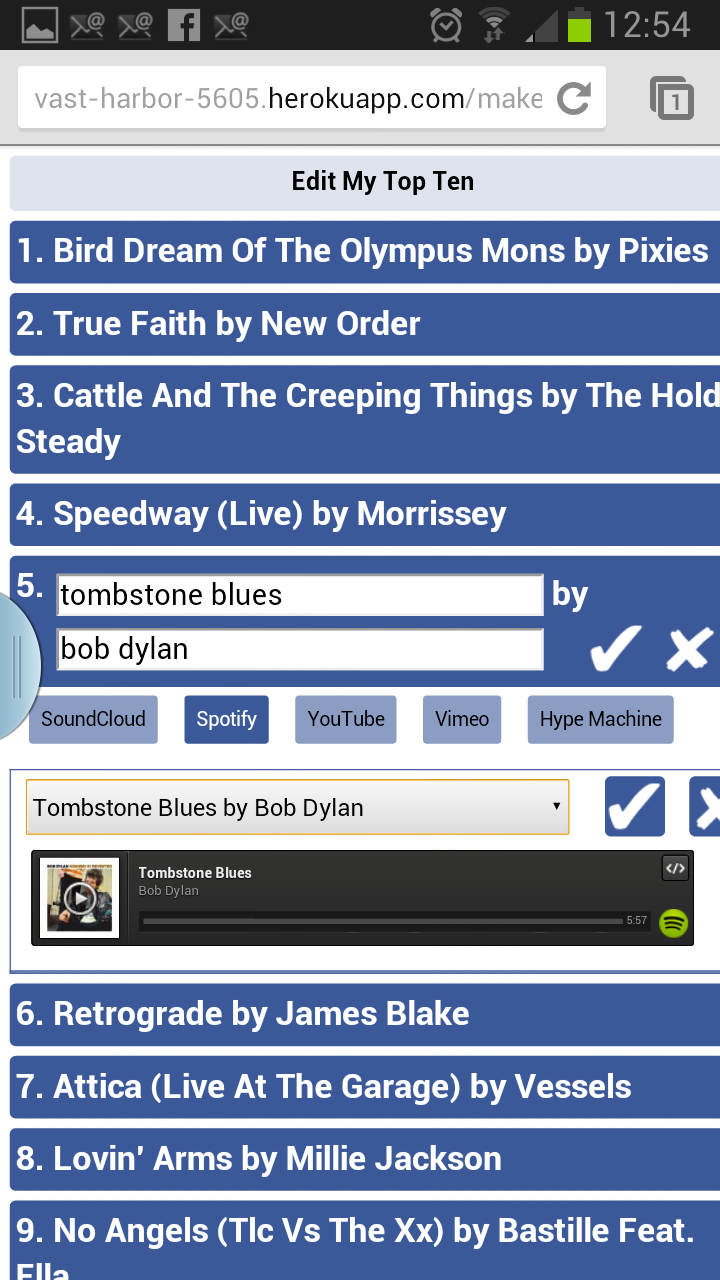 12:54
vast-harbor-5605.herokuapp.com/make
1
Edit My Top Ten
1. Bird Dream Of The Olympus Mons by Pixies
2. True Faith by New Order
3. Cattle And The Creeping Things by The Hold
Steady
4. Speedway (Live) by Morrissey
5. tombstone blues by
bob dylan
SoundCloud Spotify YouTube Vimeo Hype Machine
Tombstone Blues by Bob Dylan
Tombstone Blues
Bob Dylan
5:57
6. Retrograde by James Blake
7. Attica (Live At The Garage) by Vessels
8. Lovin' Arms by Millie Jackson
9. No Angels (Tlc Vs The Xx) by Bastille Feat.
Ella